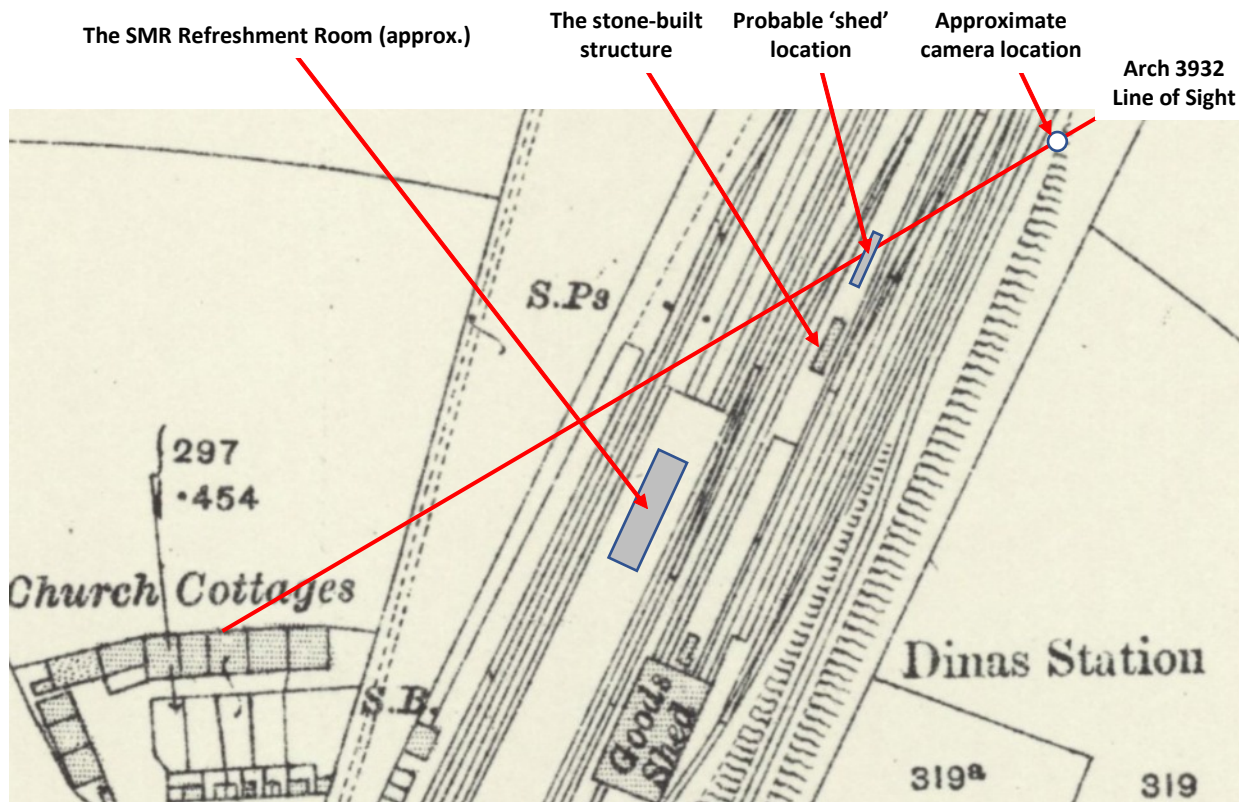 The SMR Refreshment Room (approx.)
The stone-built
structure
Probable ‘shed’
location
Approximate
camera location
Arch 3932
Line of Sight
S.Ps
297
·454
Church Cottages
Dinas Station
S.B.
Goods
Shed
319a
319